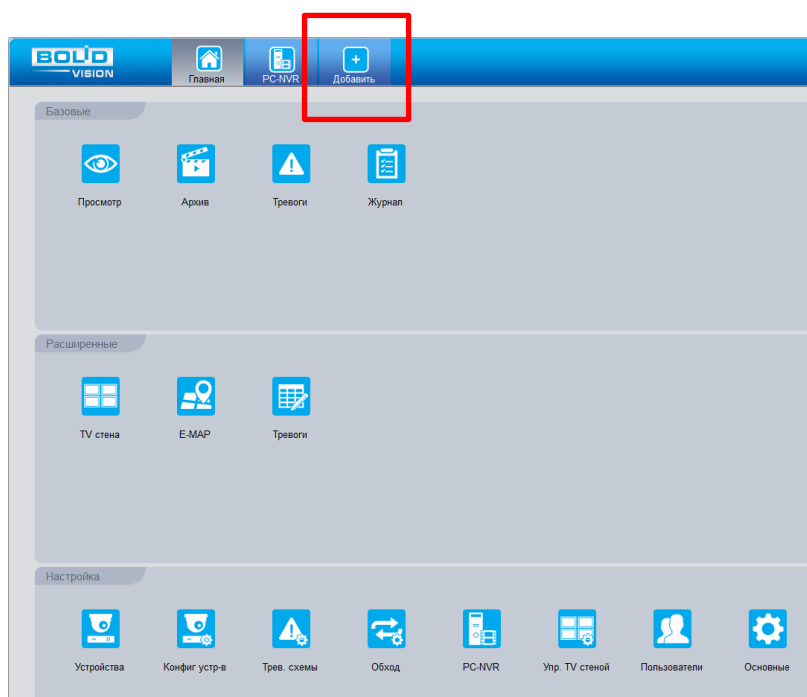 BOLID
VISION
Главная PC-NVR Добавить
Базовые
Просмотр Архив Тревоги Журнал
Расширенные
TV стена E-MAP Тревоги
Настройка
Устройства Конфиг устр-в Трев. схемы Обход PC-NVR Упр. TV стеной Пользователи Основные